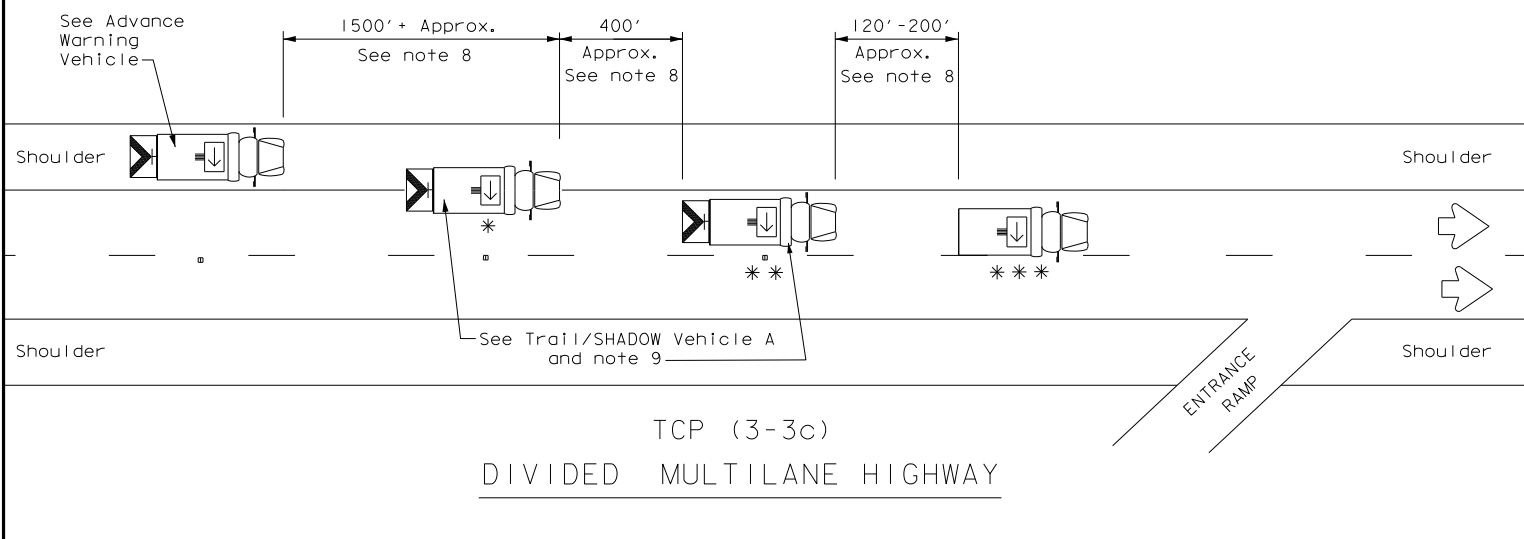 See Advance
Warning
Vehicle
1500'+ Approx.
See note 8
400'
Approx.
See note 8
120'-200'
Approx.
See note 8
Shoulder
Shoulder
*
**
***
See Trail/SHADOW Vehicle A
and note 9
Shoulder
Shoulder
ENTRANCE
RAMP
TCP (3-3c)
DIVIDED MULTILANE HIGHWAY